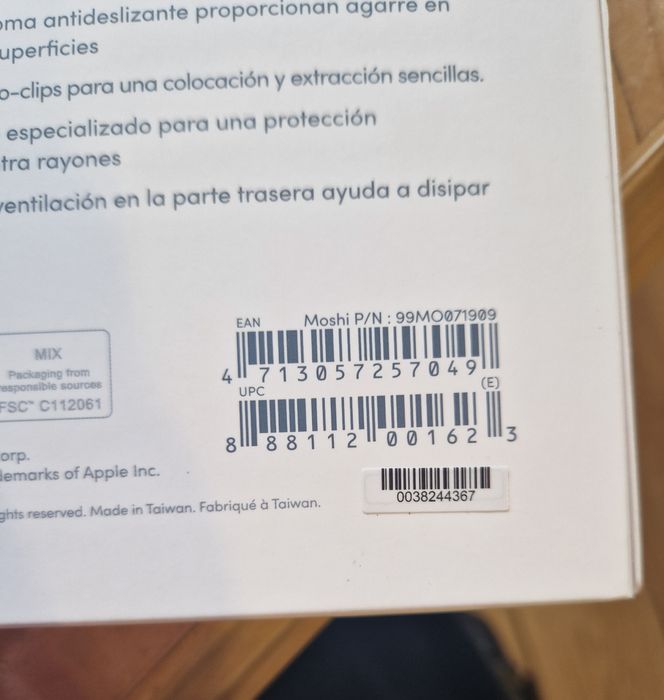 oma antideslizante proporcionan agarre en
uperficies
o-clips para una colocación y extracción sencillas.
especializado para una protección
tra rayones
ventilación en la parte trasera ayuda a disipar
EAN Moshi P/N : 99MO071909
4 713057 257049
UPC (E)
8 88112 00162 3
0038244367
MIX
Packaging from
responsible sources
FSC™ C112061
orp.
demarks of Apple Inc.
ghts reserved. Made in Taiwan. Fabriqué à Taiwan.